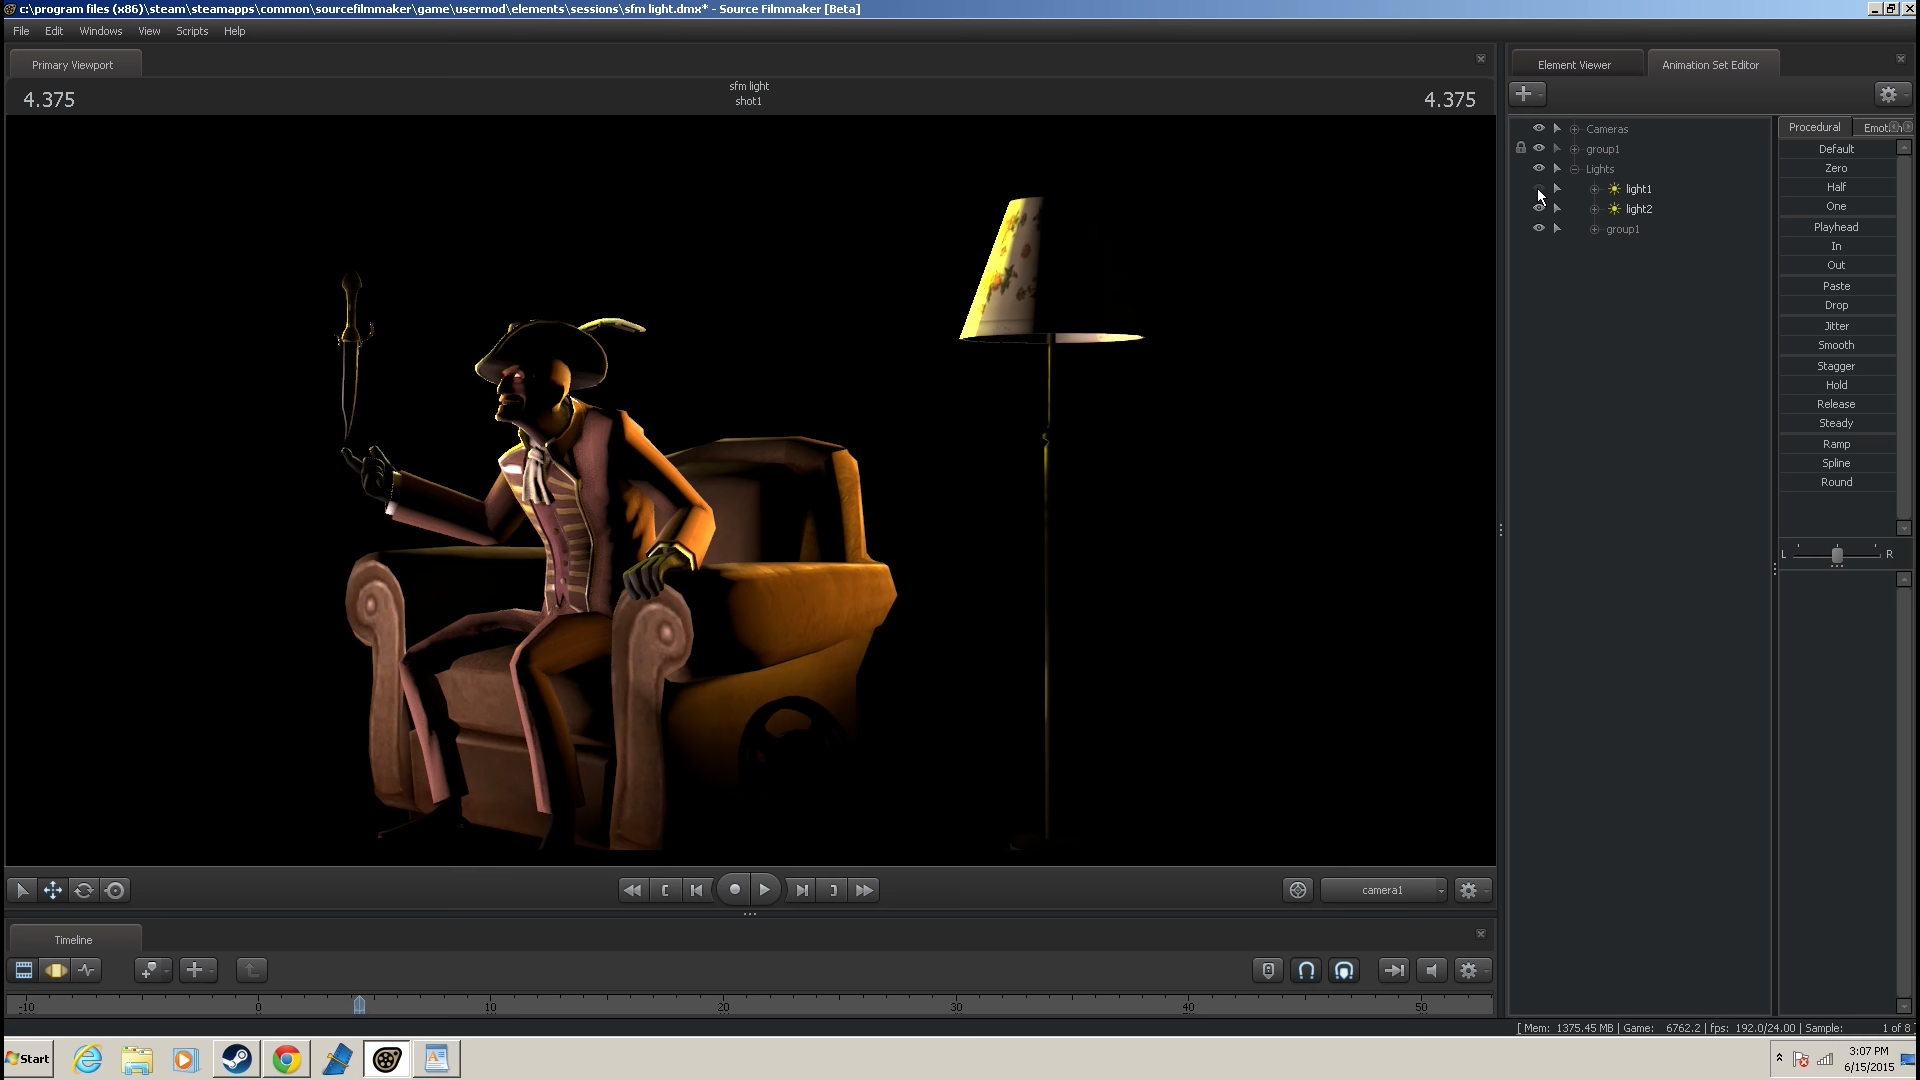 c:\program files (x86)\steam\steamapps\common\sourcefilmmaker\game\usermod\elements\sessions\sfm light.dmx* - Source Filmmaker [Beta]
File Edit Windows View Scripts Help
Primary Viewport
4.375
sfm light
shot1
4.375
Element Viewer
Animation Set Editor
Cameras
group1
Lights
light1
light2
group1
Procedural
Default
Zero
Half
One
Playhead
In
Out
Paste
Drop
Jitter
Smooth
Stagger
Hold
Release
Steady
Ramp
Spline
Round
L R
camera1
Timeline
-10 0 10 20 30 40 50
[ Mem: 1375.45 MB | Game: 6762.2 | fps: 192.0/24.00 | Sample: 1 of 8
Start
3:07 PM
6/15/2015